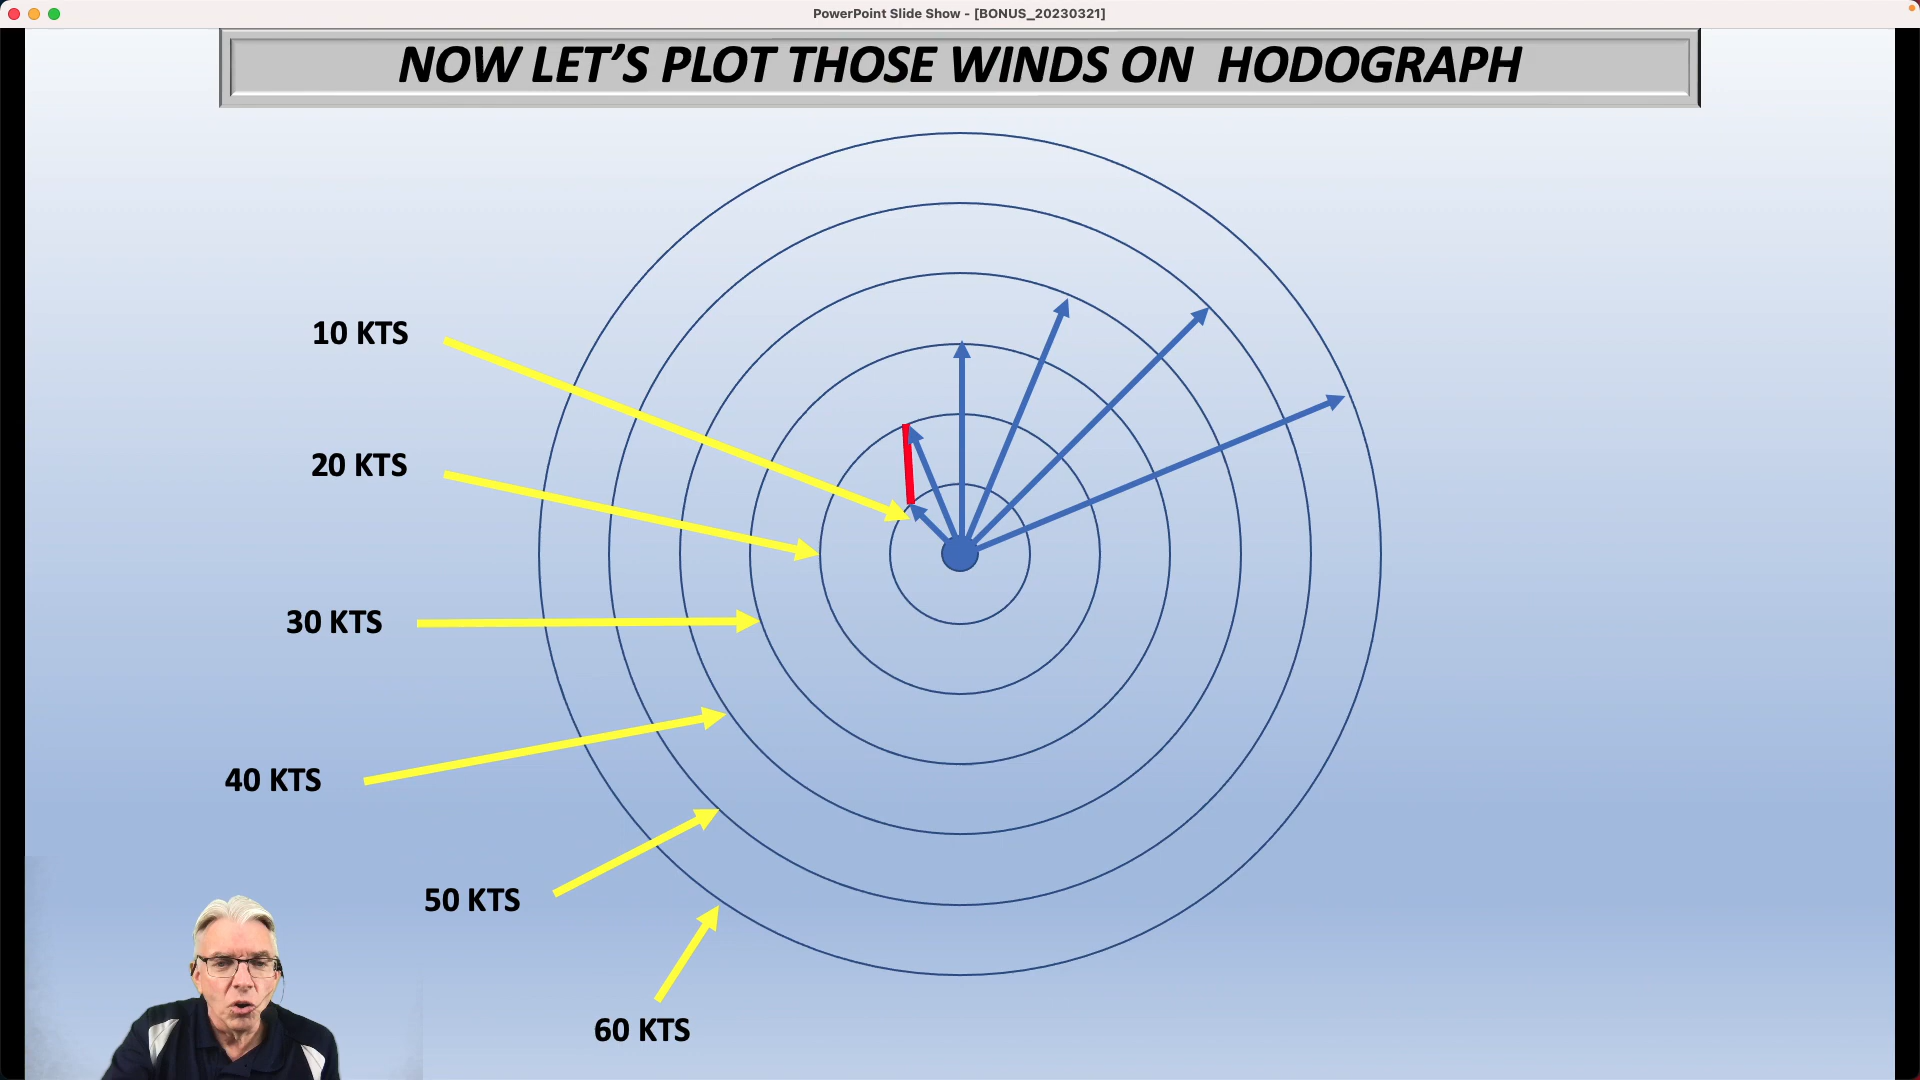 PowerPoint Slide Show - [BONUS_20230321]
NOW LET’S PLOT THOSE WINDS ON  HODOGRAPH
10 KTS
20 KTS
30 KTS
40 KTS
50 KTS
60 KTS